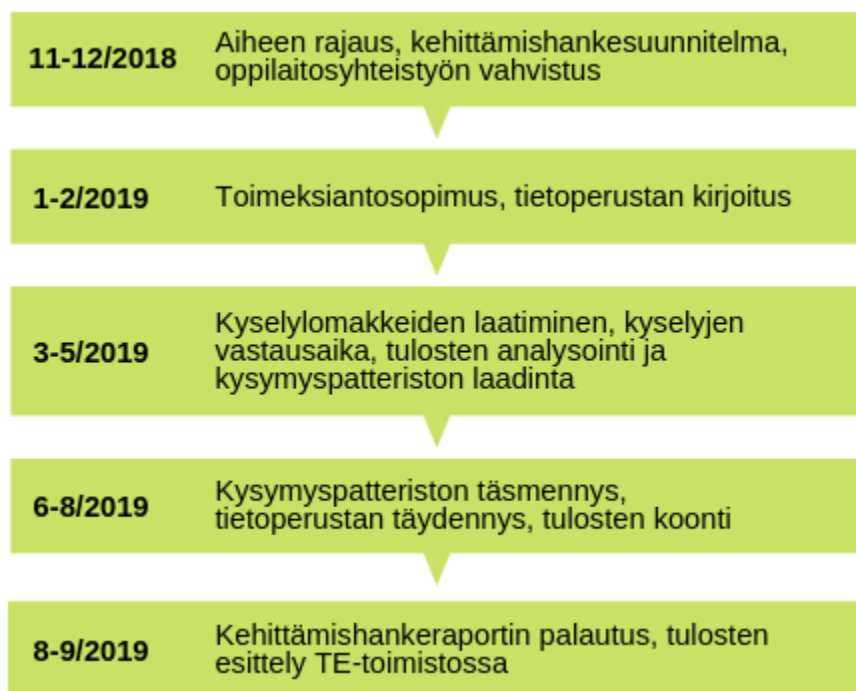 11-12/2018
Aiheen rajaus, kehittämishankesuunnitelma,
oppilaitosyhteistyön vahvistus
1-2/2019
Toimeksiantosopimus, tietoperustan kirjoitus
3-5/2019
Kyselylomakkeiden laatiminen, kyselyjen
vastausaika, tulosten analysointi ja
kysymyspatteriston laadinta
6-8/2019
Kysymyspatteriston täsmennys,
tietoperustan täydennys, tulosten koonti
8-9/2019
Kehittämishankeraportin palautus, tulosten
esittely TE-toimistossa